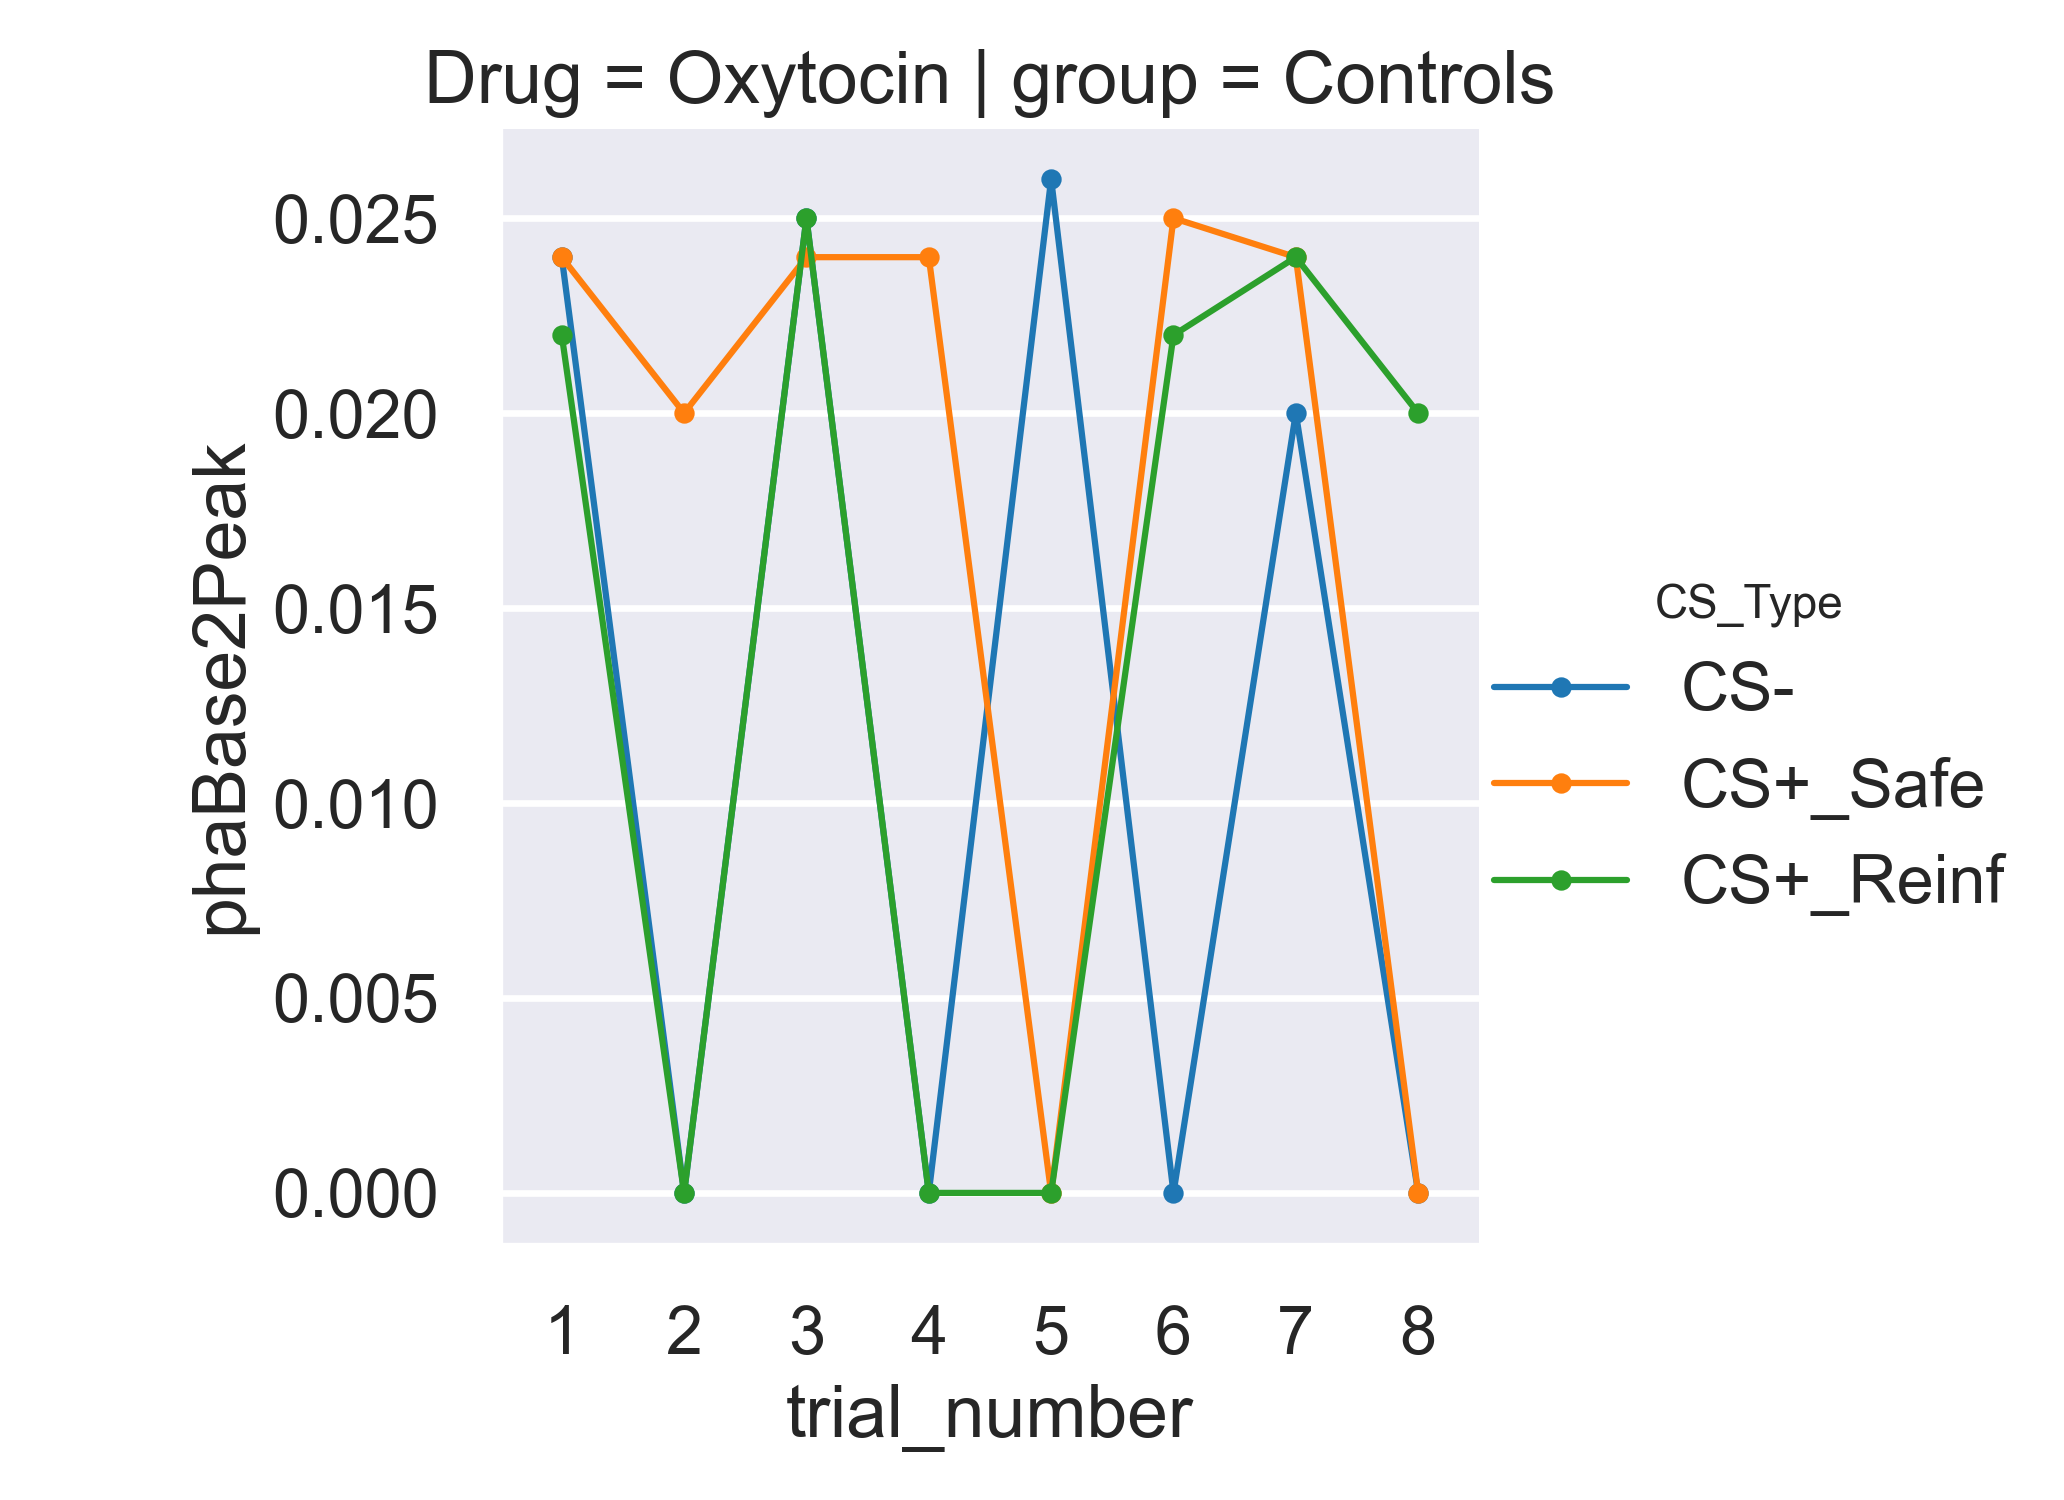 Drug = Oxytocin | group = Controls
phaBase2Peak
0.025
0.020
0.015
0.010
0.005
0.000
1 2 3 4 5 6 7 8
trial_number
CS_Type
CS-
CS+_Safe
CS+_Reinf